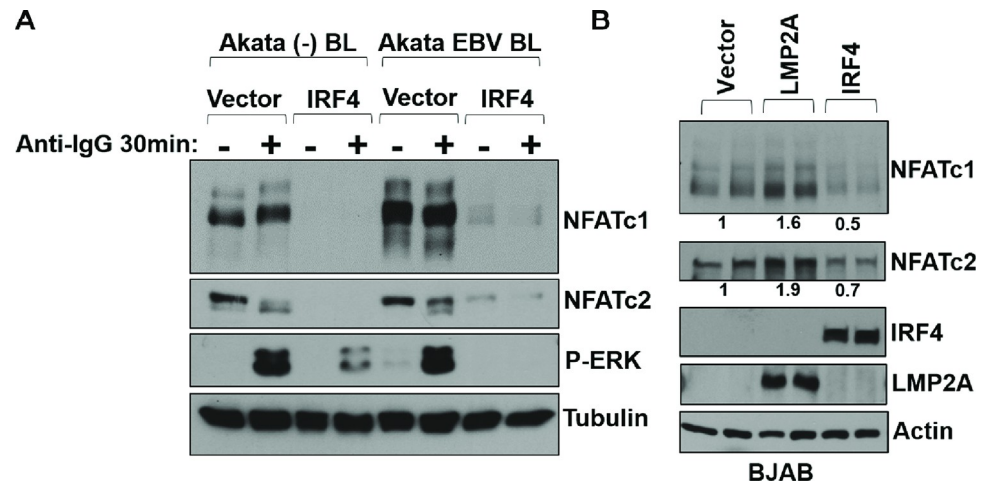 A
Akata (-) BL Akata EBV BL
Vector IRF4 Vector IRF4
Anti-IgG 30min: - + - + - + - +
NFATc1
NFATc2
P-ERK
Tubulin
B
Vector LMP2A IRF4
NFATc1
1 1.6 0.5
NFATc2
1 1.9 0.7
IRF4
LMP2A
Actin
BJAB